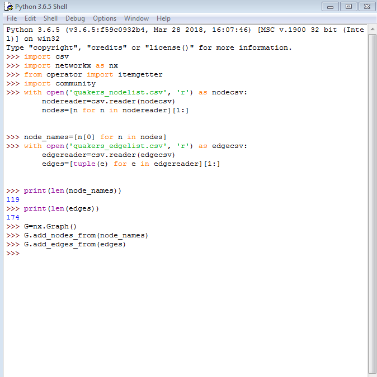 Python 3.6.5 Shell
File Edit Shell Debug Options Window Help
Python 3.6.5 (v3.6.5:f59c0932b4, Mar 28 2018, 16:07:46) [MSC v.1900 32 bit (Inte
l)] on win32
Type "copyright", "credits" or "license()" for more information.
>>> import csv
>>> import networkx as nx
>>> from operator import itemgetter
>>> import community
>>> with open('quakers_nodelist.csv', 'r') as nodecsv:
nodereader=csv.reader(nodecsv)
nodes=[n for n in nodereader][1:]
>>> node_names=[n[0] for n in nodes]
>>> with open('quakers_edgelist.csv', 'r') as edgecsv:
edgereader=csv.reader(edgecsv)
edges=[tuple(e) for e in edgereader][1:]
>>> print(len(node_names))
119
>>> print(len(edges))
174
>>> G=nx.Graph()
>>> G.add_nodes_from(node_names)
>>> G.add_edges_from(edges)
>>>